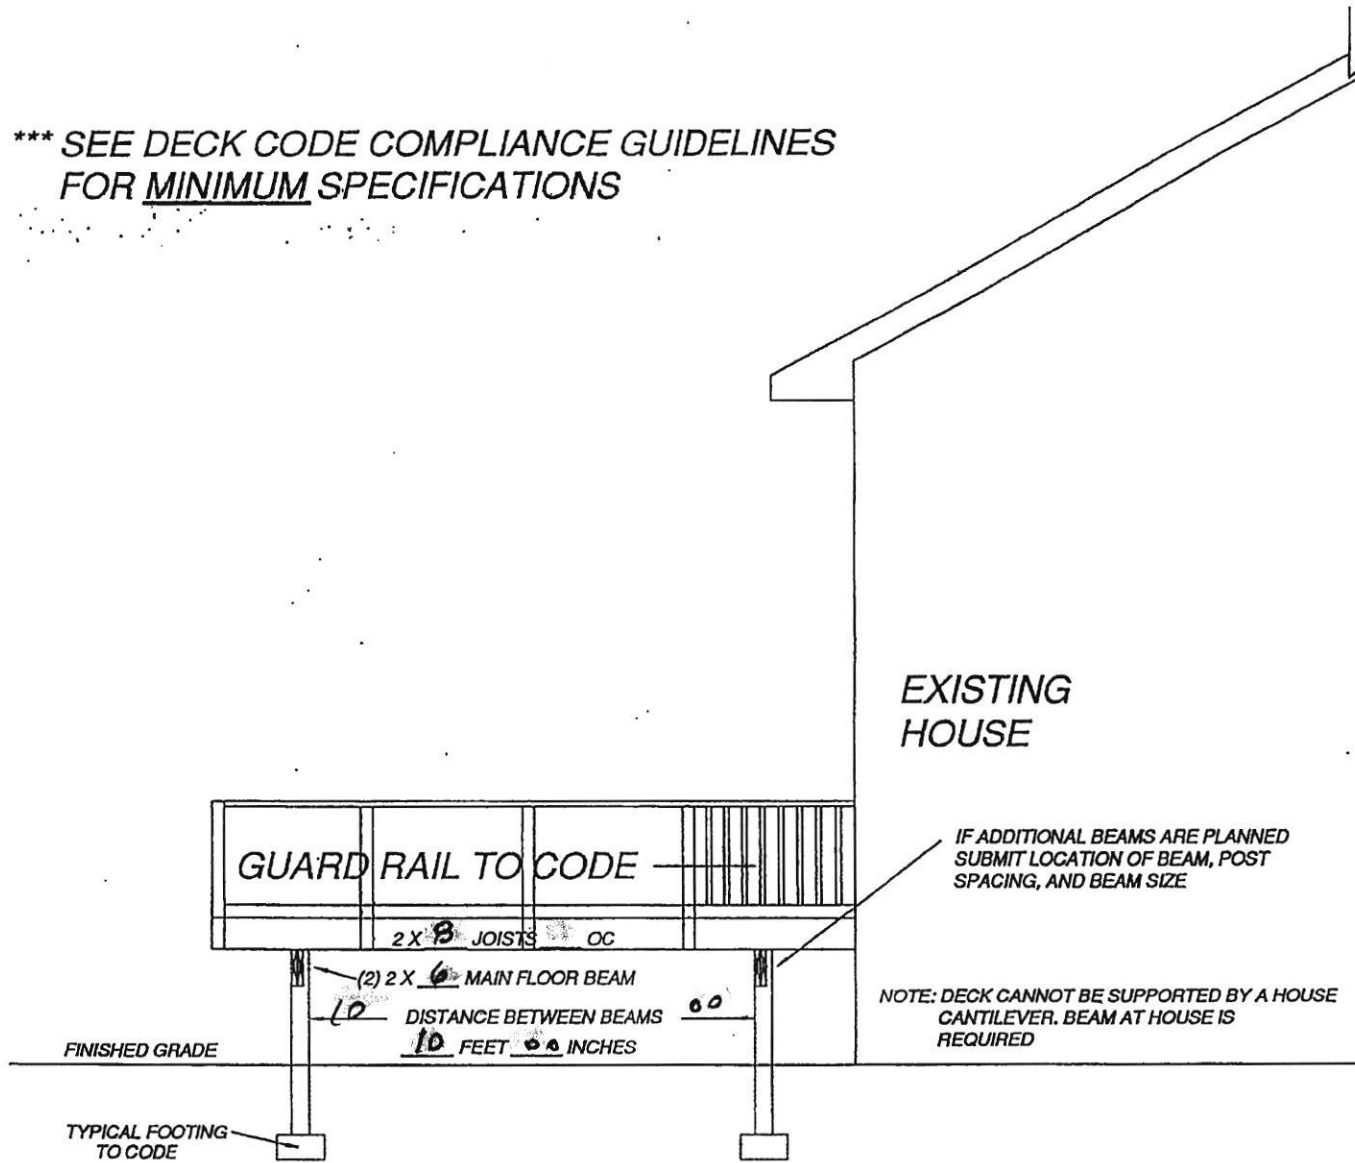 *** SEE DECK CODE COMPLIANCE GUIDELINES
FOR MINIMUM SPECIFICATIONS
EXISTING
HOUSE
IF ADDITIONAL BEAMS ARE PLANNED
SUBMIT LOCATION OF BEAM, POST
SPACING, AND BEAM SIZE
GUARD RAIL TO CODE
2 X 8 JOISTS OC
(2) 2 X 6 MAIN FLOOR BEAM
10 DISTANCE BETWEEN BEAMS 00
10 FEET 00 INCHES
NOTE: DECK CANNOT BE SUPPORTED BY A HOUSE
CANTILEVER. BEAM AT HOUSE IS
REQUIRED
FINISHED GRADE
TYPICAL FOOTING
TO CODE